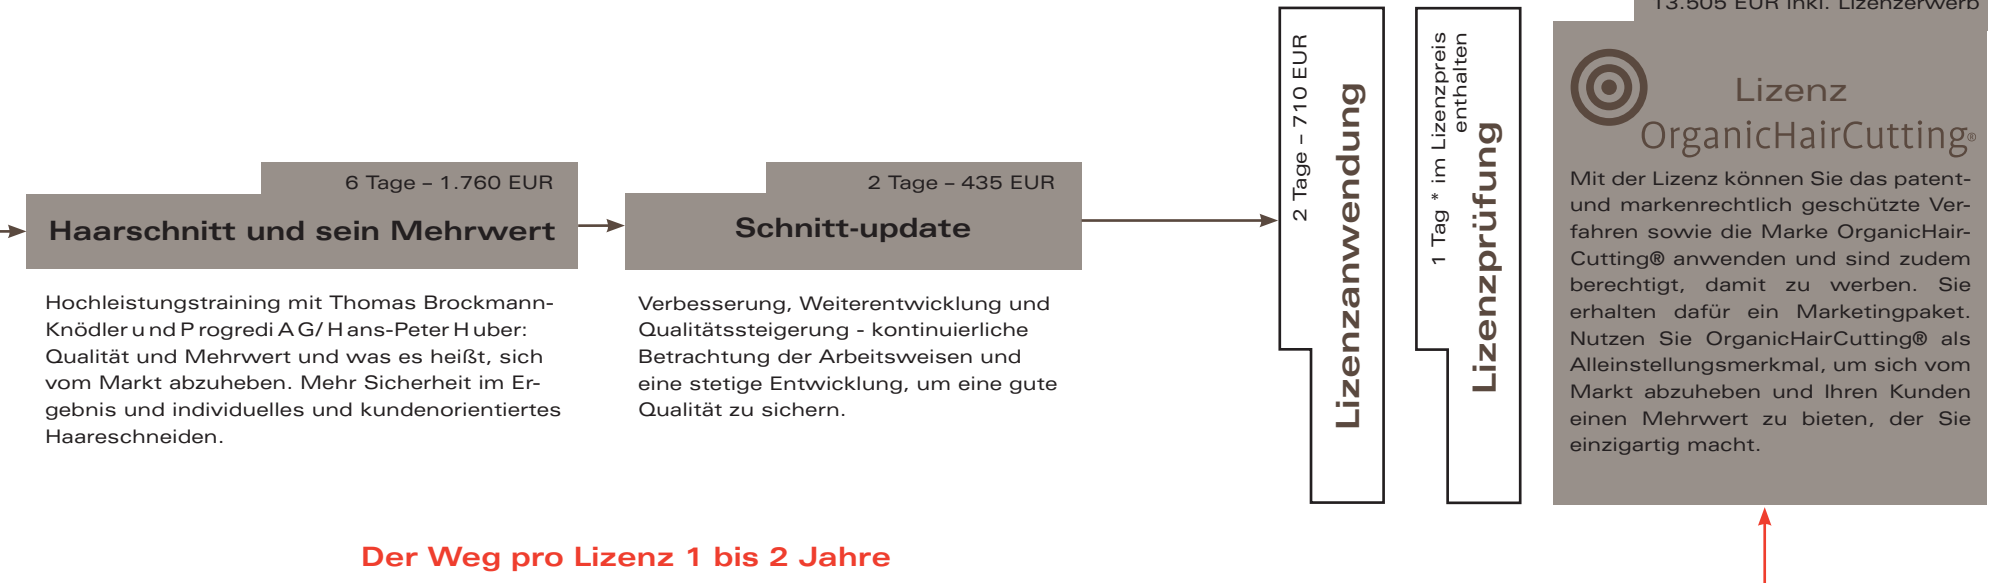 6 Tage – 1.760 EUR
Haarschnitt und sein Mehrwert
Hochleistungstraining mit Thomas Brockmann-
Knödler und Progredi AG/ Hans-Peter Huber:
Qualität und Mehrwert und was es heißt, sich
vom Markt abzuheben. Mehr Sicherheit im Er-
gebnis und individuelles und kundenorientiertes
Haareschneiden.
2 Tage – 435 EUR
Schnitt-update
Verbesserung, Weiterentwicklung und
Qualitätssteigerung - kontinuierliche
Betrachtung der Arbeitsweisen und
eine stetige Entwicklung, um eine gute
Qualität zu sichern.
2 Tage – 710 EUR
Lizenzanwendung
1 Tag * im Lizenzpreis
enthalten
Lizenzprüfung
13.505 EUR inkl. Lizenzerwerb
Lizenz
OrganicHairCutting®
Mit der Lizenz können Sie das patent-
und markenrechtlich geschützte Ver-
fahren sowie die Marke OrganicHair-
Cutting® anwenden und sind zudem
berechtigt, damit zu werben. Sie
erhalten dafür ein Marketingpaket.
Nutzen Sie OrganicHairCutting® als
Alleinstellungsmerkmal, um sich vom
Markt abzuheben und Ihren Kunden
einen Mehrwert zu bieten, der Sie
einzigartig macht.
Der Weg pro Lizenz 1 bis 2 Jahre